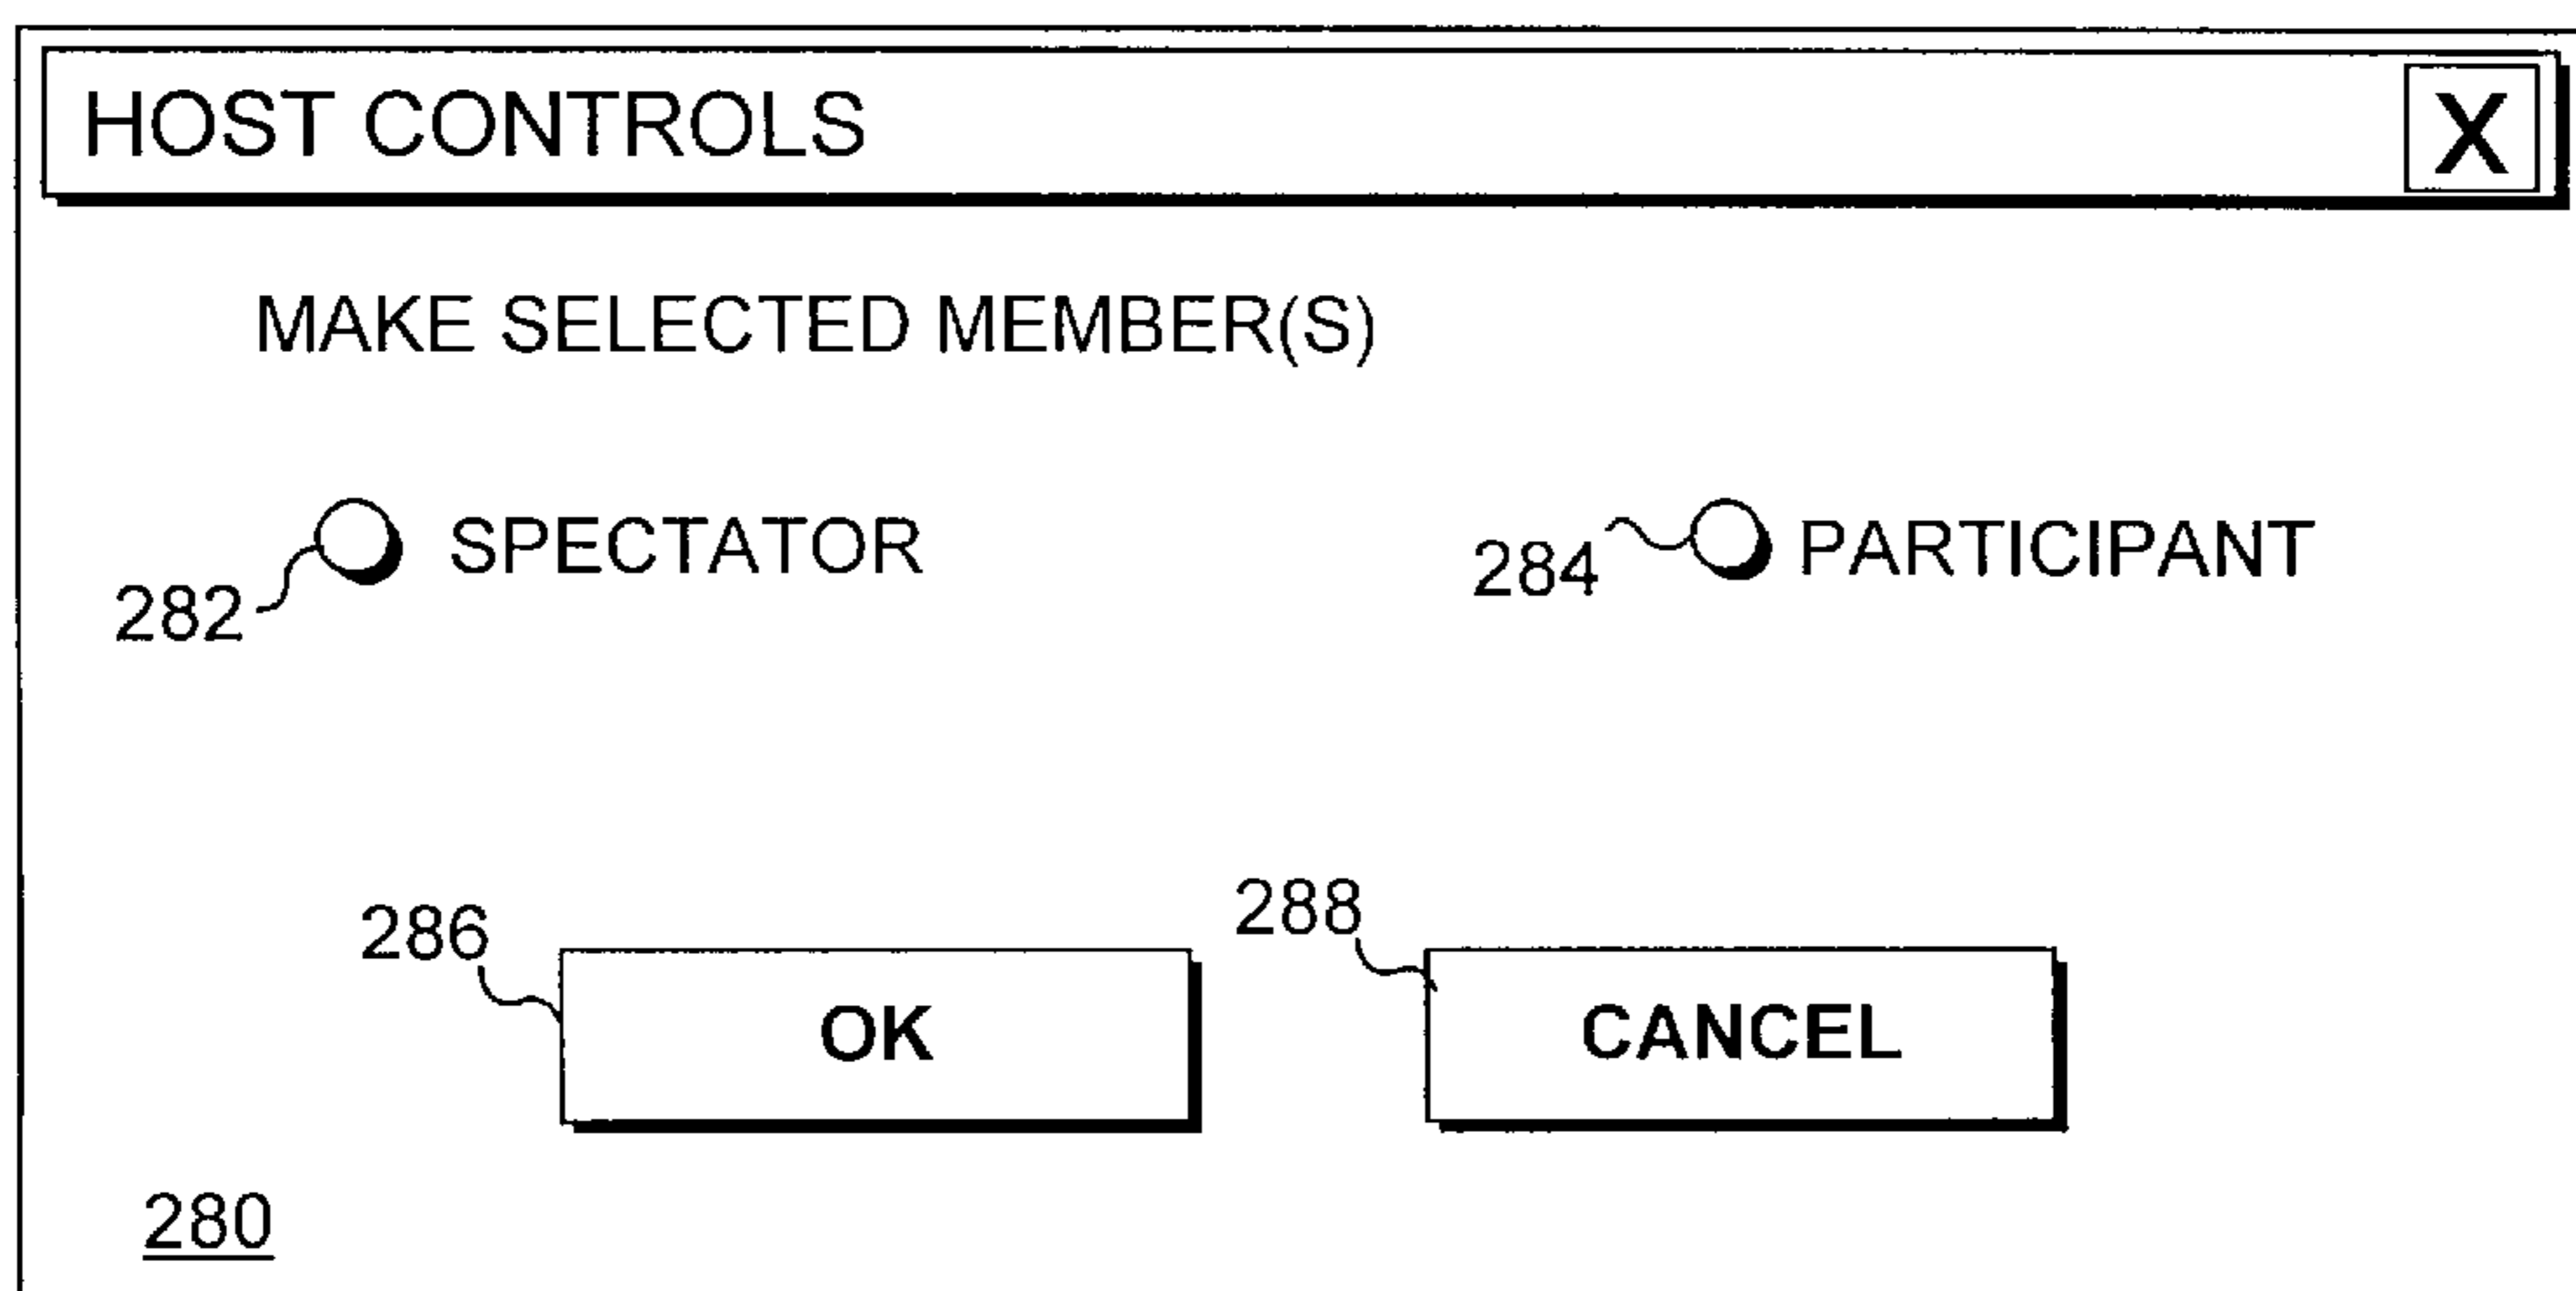 HOST CONTROLS X
MAKE SELECTED MEMBER(S)
SPECTATOR
282
284
PARTICIPANT
286
OK
288
CANCEL
280